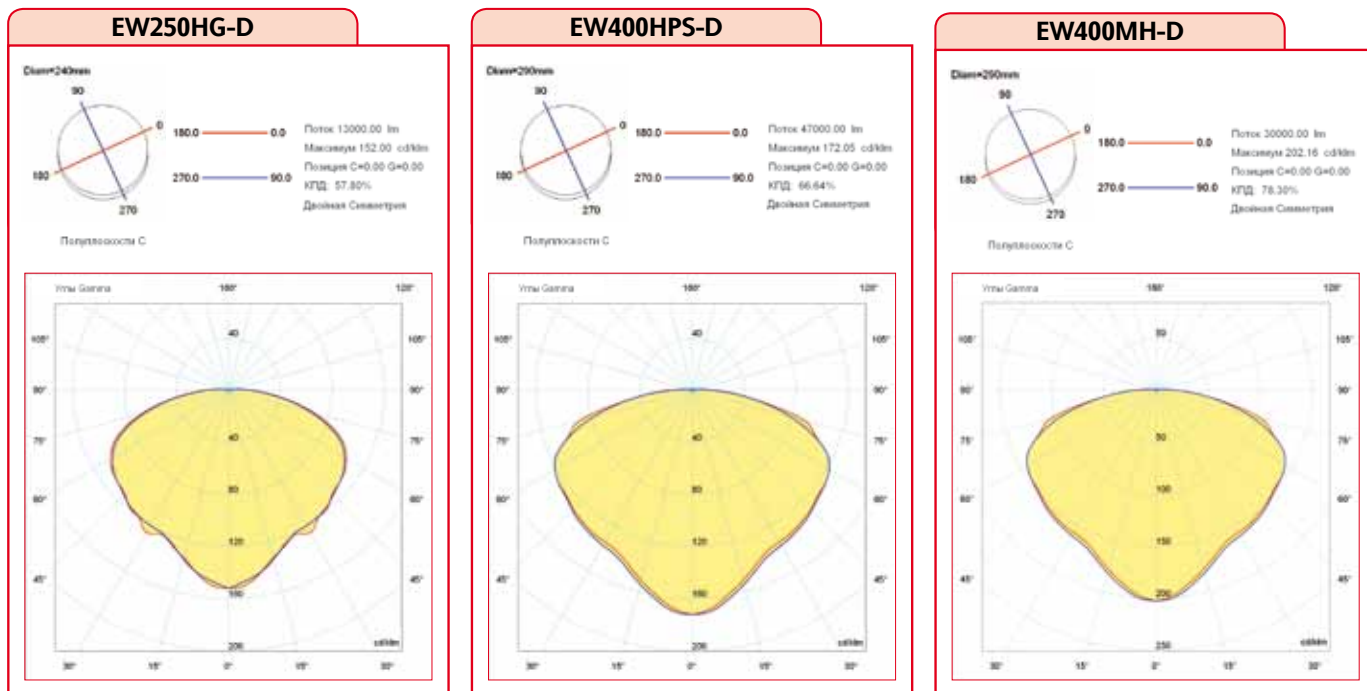 EW250HG-D
Diam=240mm
90
0
180
270
180.0 0.0
270.0 90.0
Поток 13000.00 lm
Максимум 152.00 cd/klm
Позиция C=0.00 G=0.00
КПД: 57.80%
Двойная Симметрия
Полуплоскости C
Углы Gamma 180° 120°
105° 40 105°
90° 90°
75° 40 75°
60° 80 60°
120
45° 160 45°
200 cd/klm
30° 15° 0° 15° 30°
EW400HPS-D
Diam=290mm
90
0
180
270
180.0 0.0
270.0 90.0
Поток 47000.00 lm
Максимум 172.05 cd/klm
Позиция C=0.00 G=0.00
КПД: 66.64%
Двойная Симметрия
Полуплоскости C
Углы Gamma 180° 120°
105° 40 105°
90° 90°
75° 40 75°
60° 80 60°
120
45° 160 45°
200 cd/klm
30° 15° 0° 15° 30°
EW400MH-D
Diam=290mm
90
0
180
270
180.0 0.0
270.0 90.0
Поток 30000.00 lm
Максимум 202.16 cd/klm
Позиция C=0.00 G=0.00
КПД: 78.30%
Двойная Симметрия
Полуплоскости C
Углы Gamma 180° 120°
105° 50 105°
90° 90°
75° 50 75°
60° 100 60°
150
45° 200 45°
250 cd/klm
30° 15° 0° 15° 30°